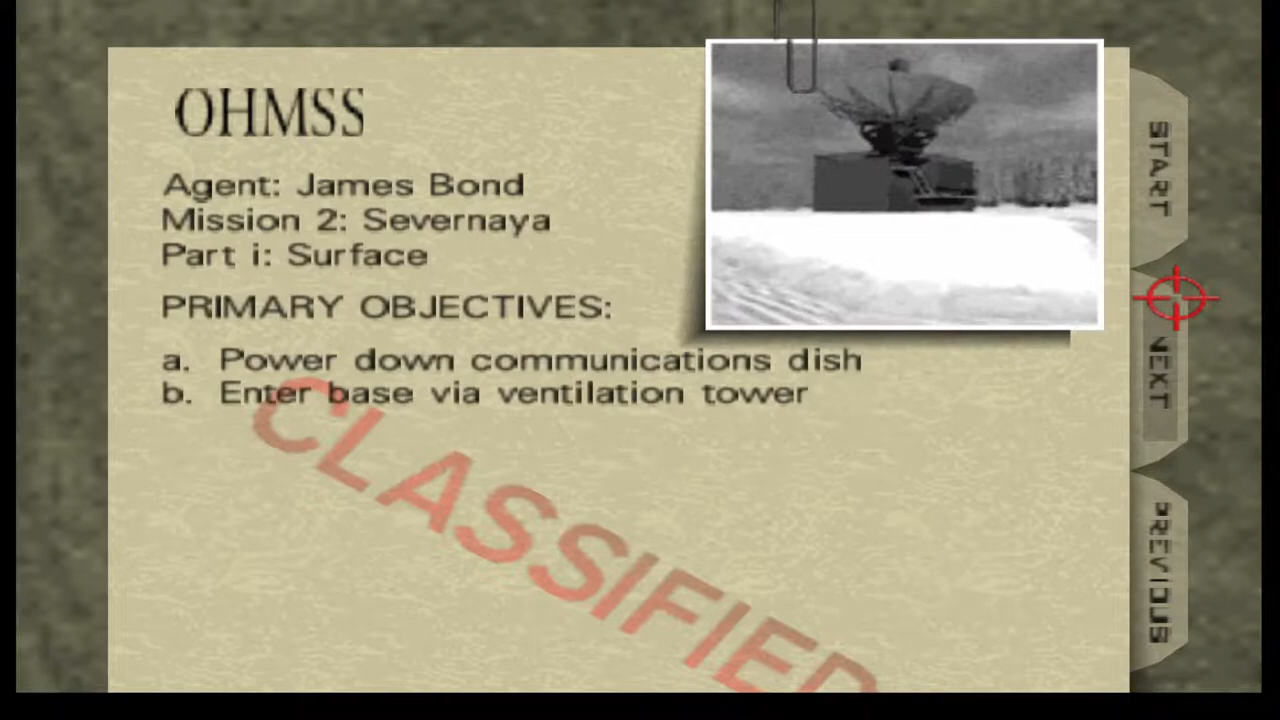 OHMSS
Agent: James Bond
Mission 2: Severnaya
Part i: Surface
PRIMARY OBJECTIVES:
a. Power down communications dish
b. Enter base via ventilation tower
CLASSIFIED
START
NEXT
PREVIOUS